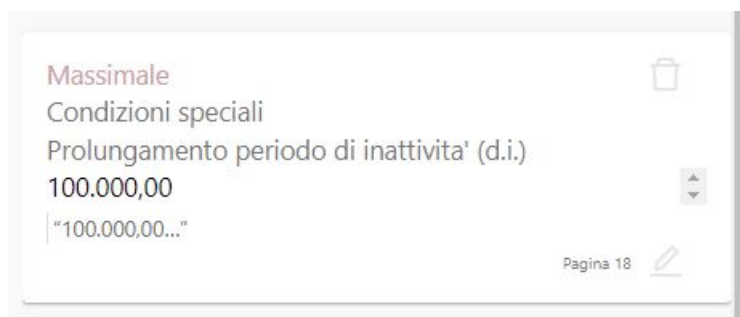 Massimale
Condizioni speciali
Prolungamento periodo di inattivita' (d.i.)
100.000,00
“100.000,00...”
Pagina 18